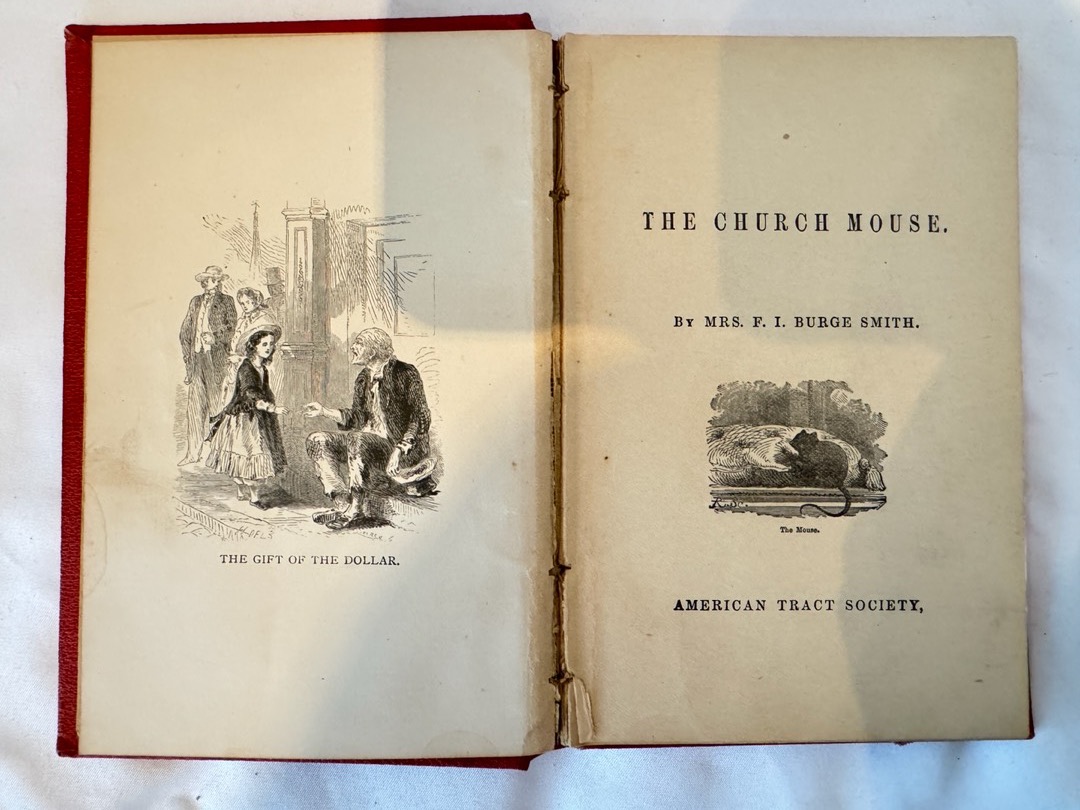 THE GIFT OF THE DOLLAR.
THE CHURCH MOUSE.
BY MRS. F. I. BURGE SMITH.
The Mouse.
AMERICAN TRACT SOCIETY,